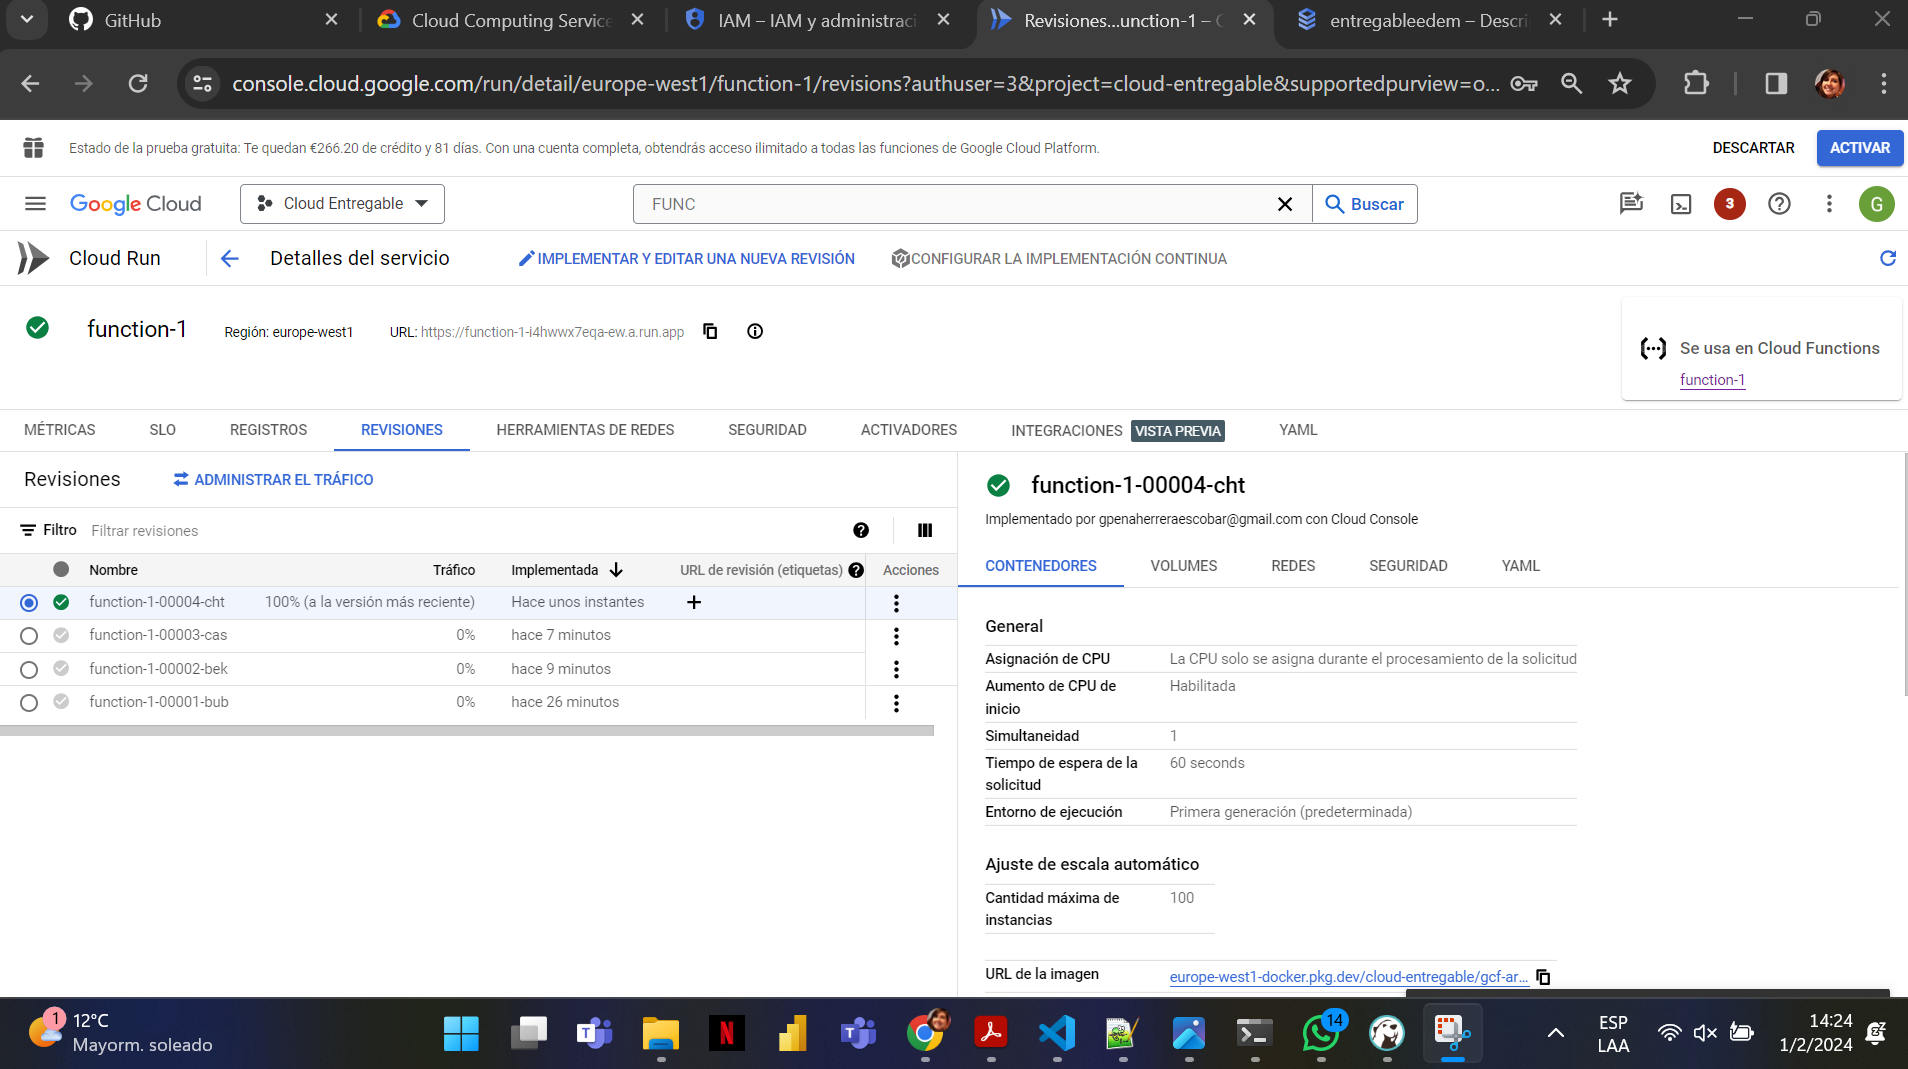 GitHub
Cloud Computing Service
IAM – IAM y administraci
Revisiones...unction-1 – C
entregableedem – Descri
console.cloud.google.com/run/detail/europe-west1/function-1/revisions?authuser=3&project=cloud-entregable&supportedpurview=o...
Estado de la prueba gratuita: Te quedan €266.20 de crédito y 81 días. Con una cuenta completa, obtendrás acceso ilimitado a todas las funciones de Google Cloud Platform.
DESCARTAR
ACTIVAR
Google Cloud
Cloud Entregable
FUNC
Buscar
3
G
Cloud Run
Detalles del servicio
IMPLEMENTAR Y EDITAR UNA NUEVA REVISIÓN
CONFIGURAR LA IMPLEMENTACIÓN CONTINUA
function-1
Región: europe-west1
URL: https://function-1-i4hwwx7eqa-ew.a.run.app
Se usa en Cloud Functions
function-1
MÉTRICAS
SLO
REGISTROS
REVISIONES
HERRAMIENTAS DE REDES
SEGURIDAD
ACTIVADORES
INTEGRACIONES VISTA PREVIA
YAML
Revisiones
ADMINISTRAR EL TRÁFICO
Filtro Filtrar revisiones
Nombre Tráfico Implementada URL de revisión (etiquetas) Acciones
function-1-00004-cht 100% (a la versión más reciente) Hace unos instantes
function-1-00003-cas 0% hace 7 minutos
function-1-00002-bek 0% hace 9 minutos
function-1-00001-bub 0% hace 26 minutos
function-1-00004-cht
Implementado por gpenaherreraescobar@gmail.com con Cloud Console
CONTENEDORES
VOLUMES
REDES
SEGURIDAD
YAML
General
Asignación de CPU La CPU solo se asigna durante el procesamiento de la solicitud
Aumento de CPU de Habilitada
inicio
Simultaneidad 1
Tiempo de espera de la 60 seconds
solicitud
Entorno de ejecución Primera generación (predeterminada)
Ajuste de escala automático
Cantidad máxima de 100
instancias
URL de la imagen europe-west1-docker.pkg.dev/cloud-entregable/gcf-ar...
1
12°C
Mayorm. soleado
14
ESP
LAA
14:24
1/2/2024